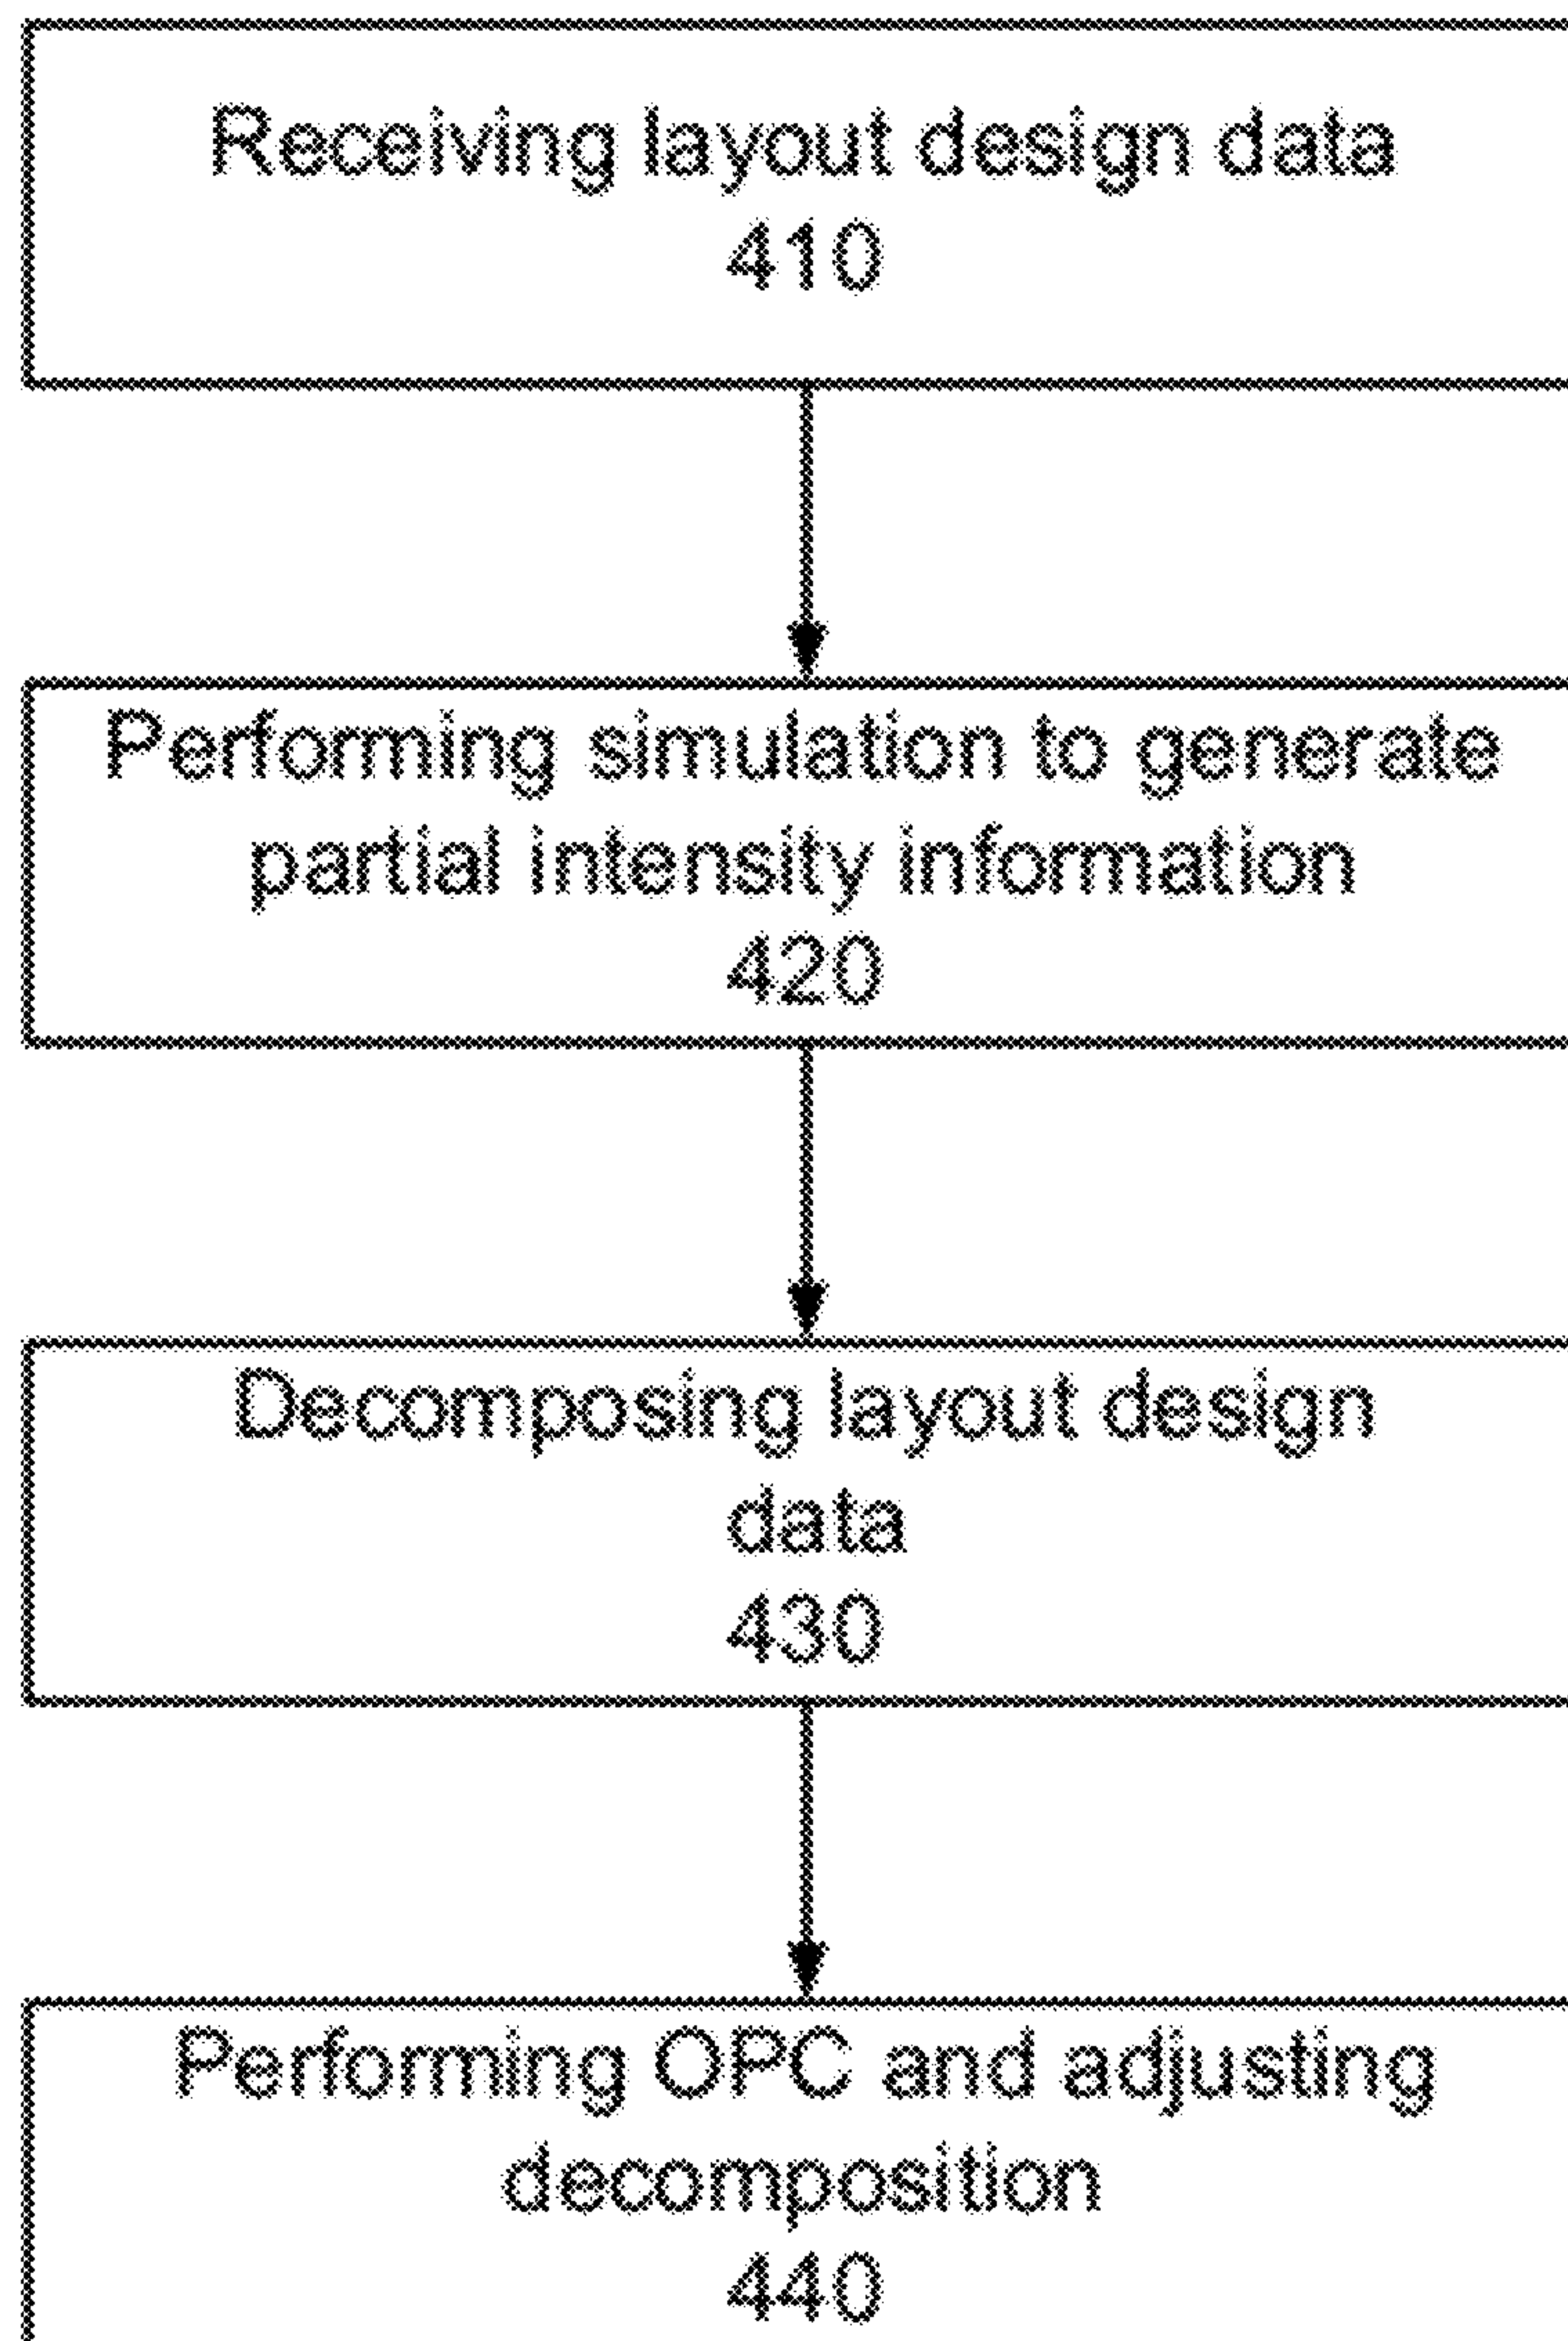 Receiving layout design data
410
Performing simulation to generate
partial intensity information
420
Decomposing layout design
data
430
Performing OPC and adjusting
decomposition
440